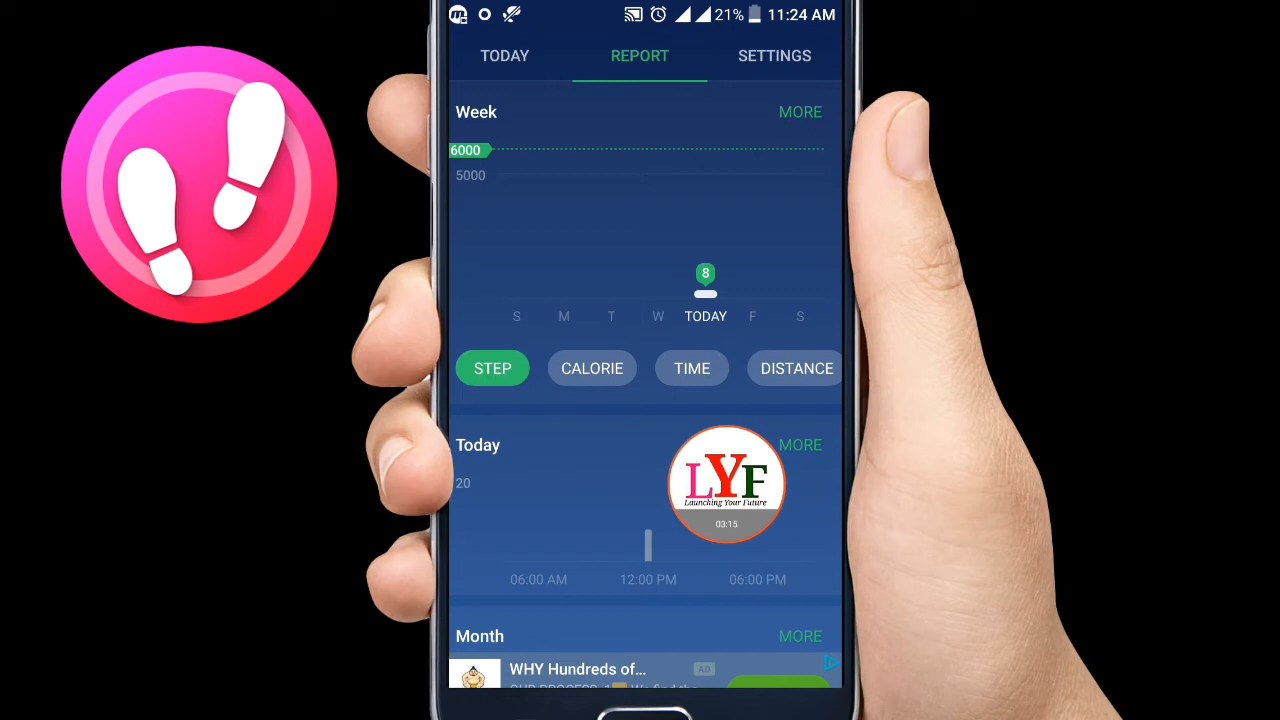 21% 11:24 AM
TODAY REPORT SETTINGS
Week MORE
6000
5000
8
S M T W TODAY F S
STEP CALORIE TIME DISTANCE
Today MORE
20
LYF
Launching Your Future
03:15
06:00 AM 12:00 PM 06:00 PM
Month MORE
WHY Hundreds of... AD